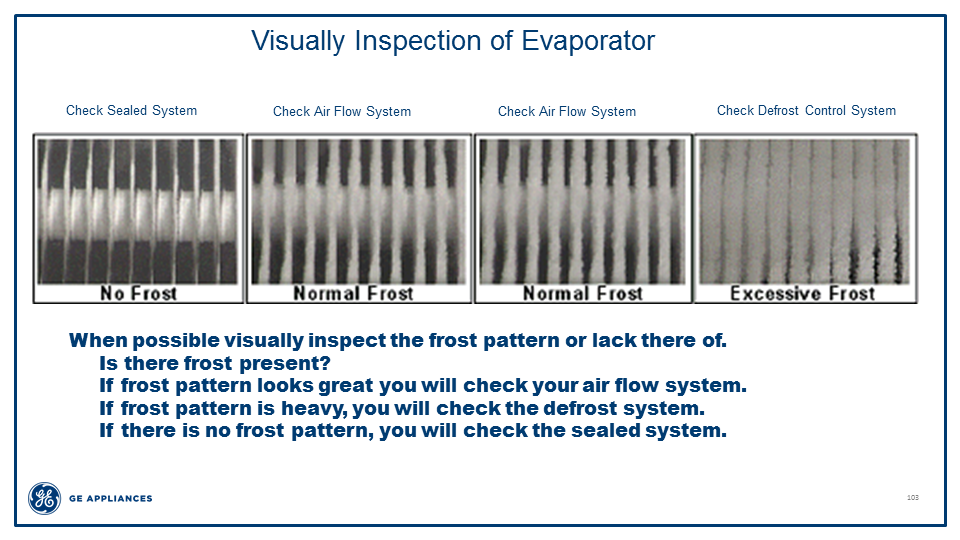 Visually Inspection of Evaporator
Check Sealed System
Check Air Flow System
Check Air Flow System
Check Defrost Control System
No Frost
Normal Frost
Normal Frost
Excessive Frost
When possible visually inspect the frost pattern or lack there of.
Is there frost present?
If frost pattern looks great you will check your air flow system.
If frost pattern is heavy, you will check the defrost system.
If there is no frost pattern, you will check the sealed system.
GE APPLIANCES
103